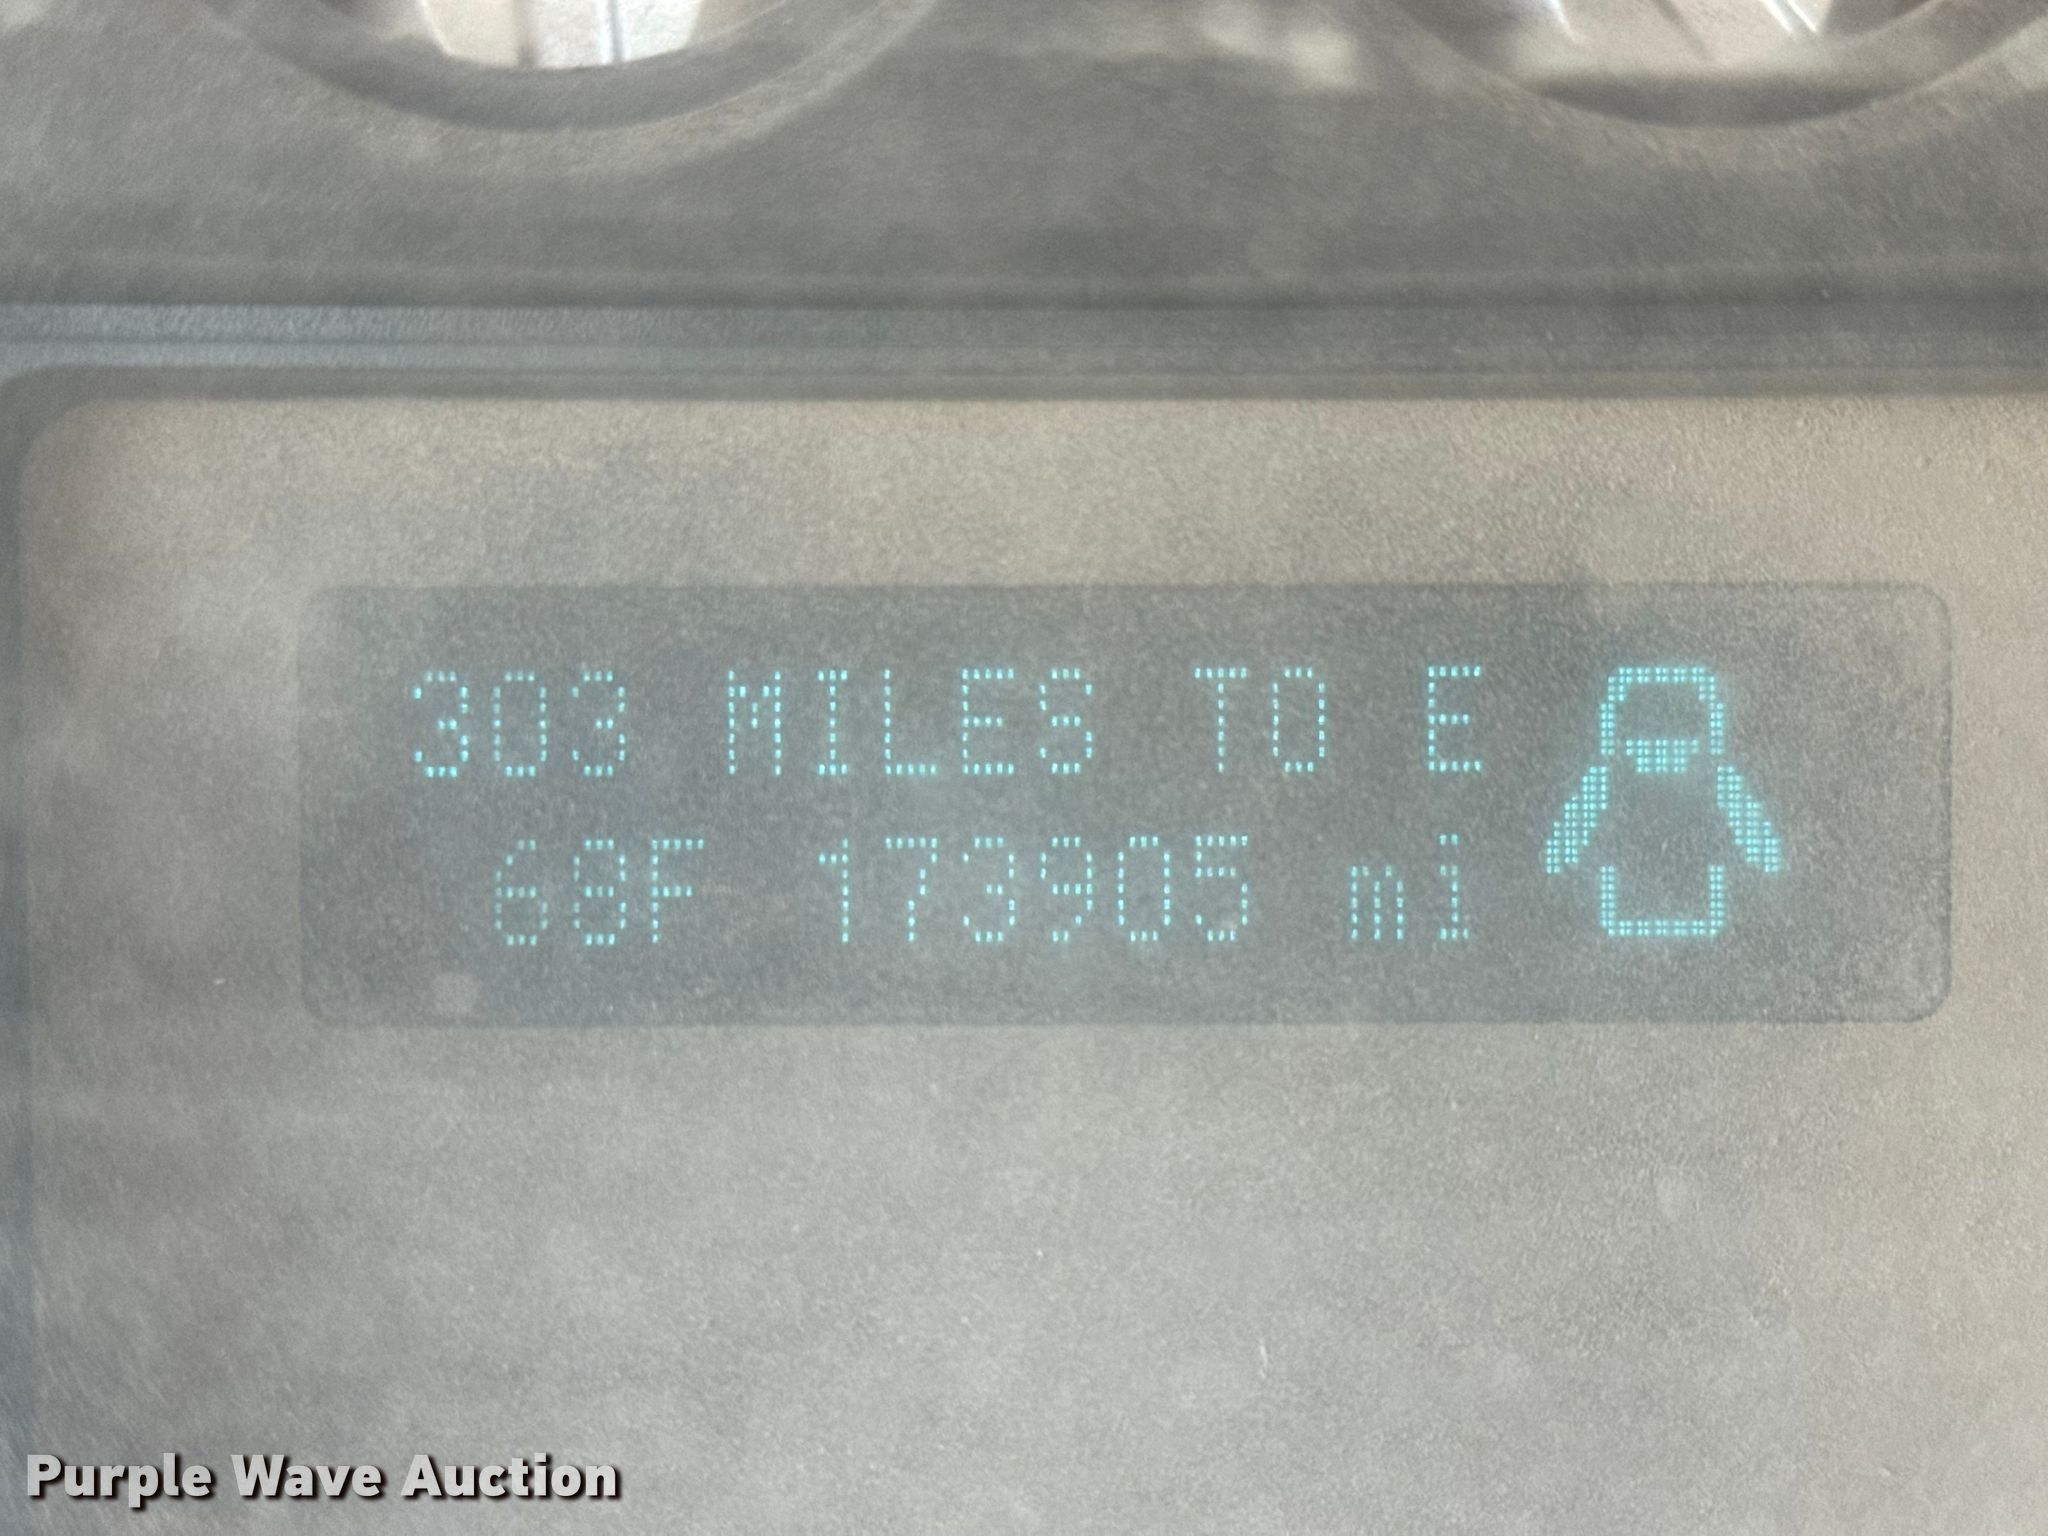 303 MILES TO E
68F 173905 mi
Purple Wave Auction